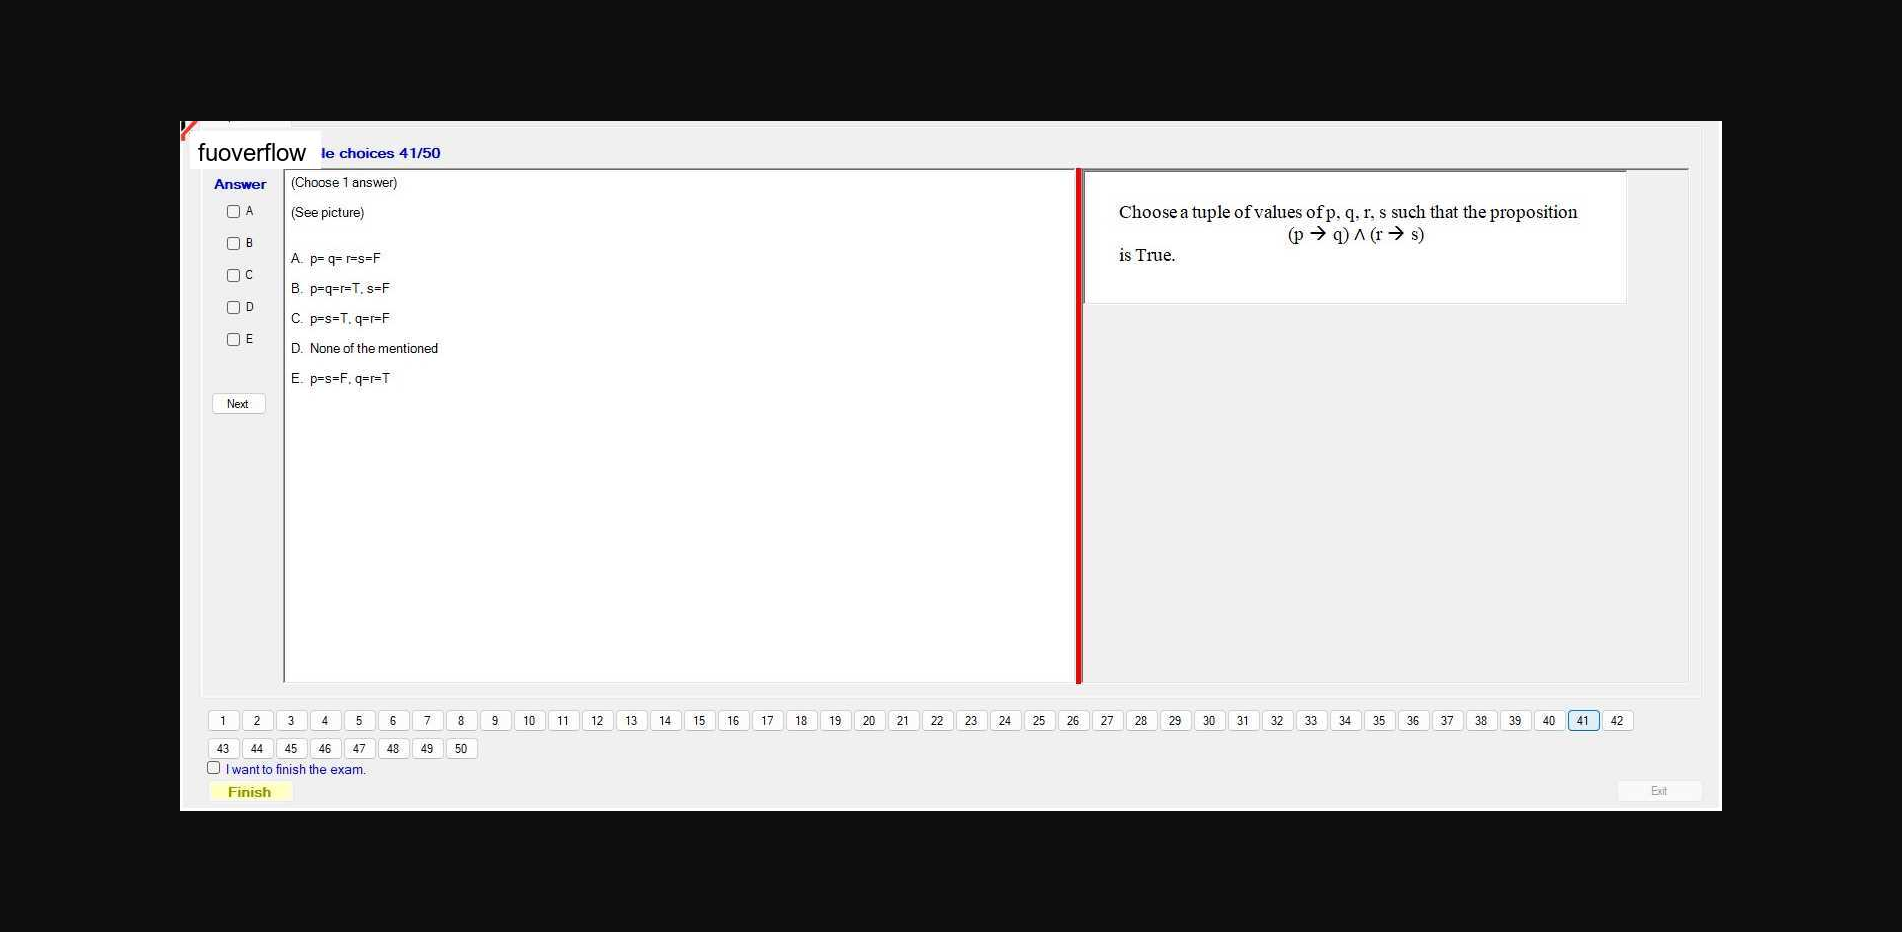 fuoverflow
le choices 41/50
Answer
A
B
C
D
E
Next
(Choose 1 answer)
(See picture)
A. p= q= r=s=F
B. p=q=r=T, s=F
C. p=s=T, q=r=F
D. None of the mentioned
E. p=s=F, q=r=T
Choose a tuple of values of p, q, r, s such that the proposition
(p → q) ∧ (r → s)
is True.
1 2 3 4 5 6 7 8 9 10 11 12 13 14 15 16 17 18 19 20 21 22 23 24 25 26 27 28 29 30 31 32 33 34 35 36 37 38 39 40 41 42
43 44 45 46 47 48 49 50
I want to finish the exam.
Finish
Exit